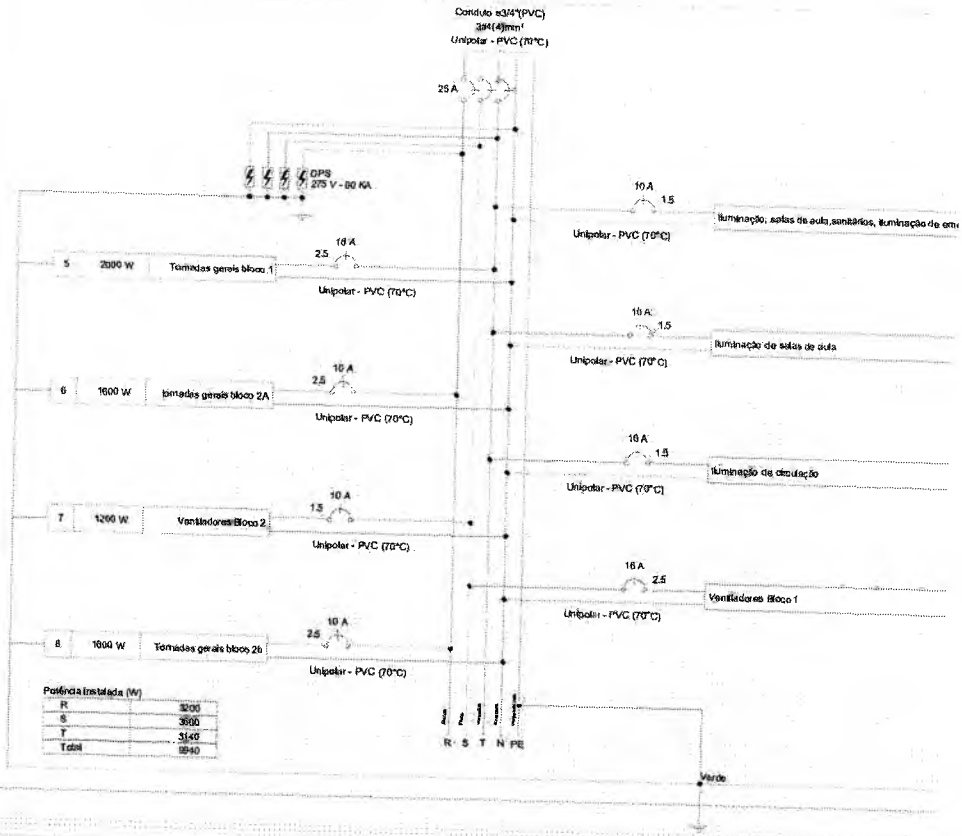 Conduto ø3/4"(PVC)
3#4(4)mm²
Unipolar - PVC (70°C)
25 A
DPS
275 V - 80 KA
10 A
1.5
Iluminação, salas de aula,sanitários, iluminação de eme
Unipolar - PVC (70°C)
5 2000 W Tomadas gerais bloco 1
2.5
Unipolar - PVC (70°C)
10 A
1.5
Iluminação de salas de aula
Unipolar - PVC (70°C)
6 1600 W tomadas gerais bloco 2A
10 A
2.5
Unipolar - PVC (70°C)
10 A
1.5
Iluminação de circulação
Unipolar - PVC (70°C)
7 1200 W Ventiladores Bloco 2
10 A
1.5
Unipolar - PVC (70°C)
16 A
2.5
Ventiladores Bloco 1
Unipolar - PVC (70°C)
8 1600 W Tomadas gerais bloco 2b
10 A
2.5
Unipolar - PVC (70°C)
Potência instalada (W)
R 3200
S 3600
T 3140
Total 9940
R S T N PE
Verde